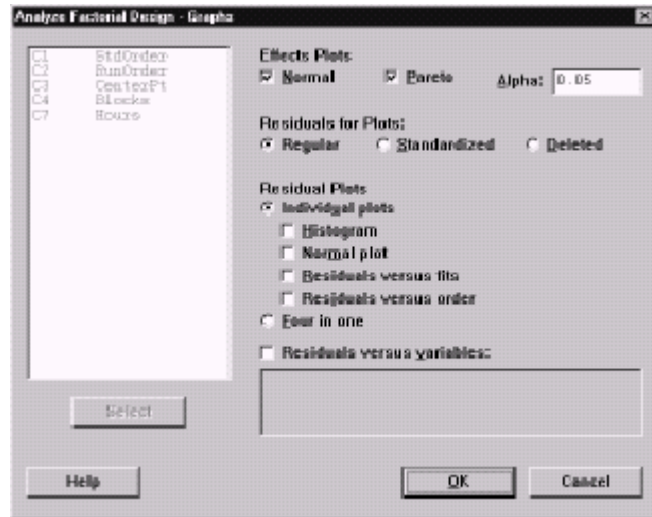 Analyze Factorial Design - Graphs
C1 StdOrder
C2 RunOrder
C3 CenterPt
C4 Blocks
C7 Hours
Select
Effects Plots
Normal
Pareto
Alpha: 0.05
Residuals for Plots:
Regular
Standardized
Deleted
Residual Plots
Individual plots
Histogram
Normal plot
Residuals versus fits
Residuals versus order
Four in one
Residuals versus variables:
Help
OK
Cancel